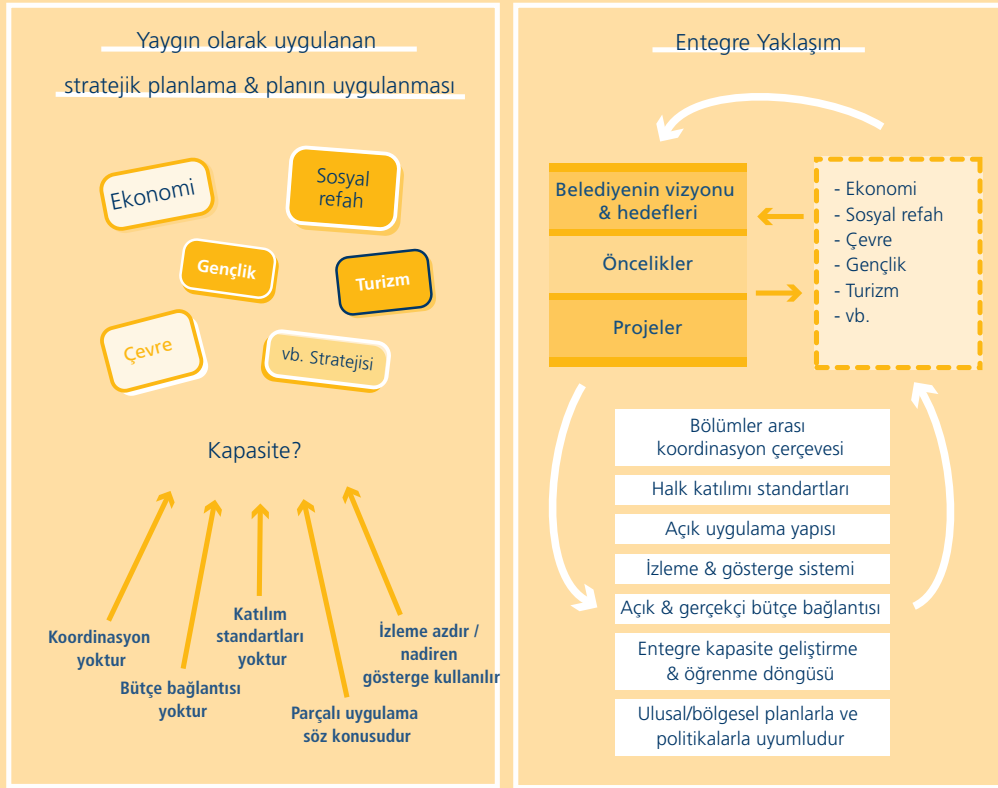 Yaygın olarak uygulanan
stratejik planlama & planın uygulanması
Ekonomi
Sosyal
refah
Gençlik
Turizm
Çevre
vb. Stratejisi
Kapasite?
Koordinasyon
yoktur
Bütçe bağlantısı
yoktur
Katılım
standartları
yoktur
Parçalı uygulama
söz konusudur
İzleme azdır /
nadiren
gösterge kullanılır
Entegre Yaklaşım
Belediyenin vizyonu
& hedefleri
Öncelikler
Projeler
- Ekonomi
- Sosyal refah
- Çevre
- Gençlik
- Turizm
- vb.
Bölümler arası
koordinasyon çerçevesi
Halk katılımı standartları
Açık uygulama yapısı
İzleme & gösterge sistemi
Açık & gerçekçi bütçe bağlantısı
Entegre kapasite geliştirme
& öğrenme döngüsü
Ulusal/bölgesel planlarla ve
politikalarla uyumludur